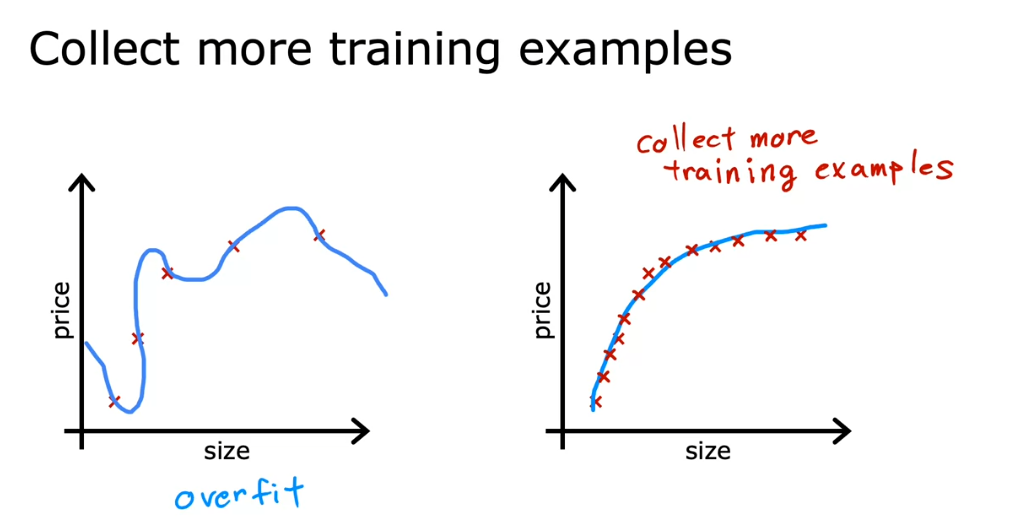 Collect more training examples
collect more
training examples
price
size
overfit
price
size